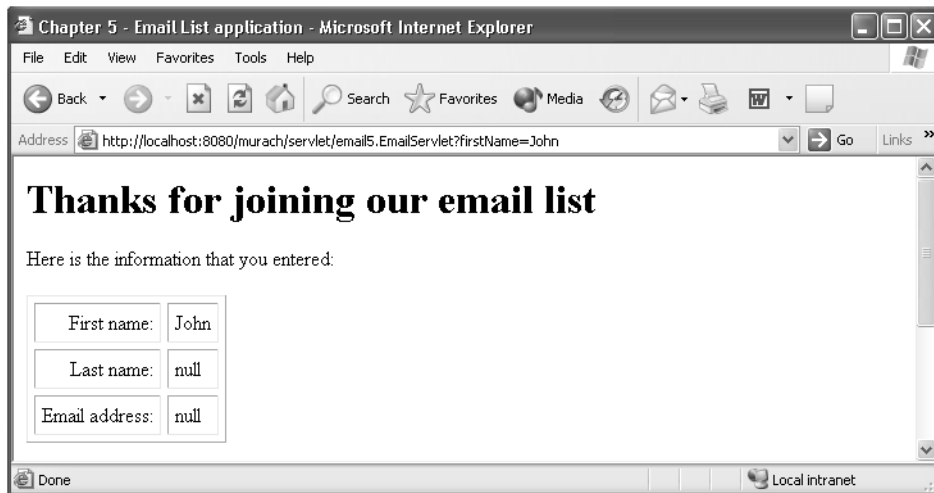 Chapter 5 - Email List application - Microsoft Internet Explorer
File Edit View Favorites Tools Help
Back Search Favorites Media W
Address http://localhost:8080/murach/servlet/email5.EmailServlet?firstName=John Go Links »
Thanks for joining our email list
Here is the information that you entered:
First name: John
Last name: null
Email address: null
Done Local intranet